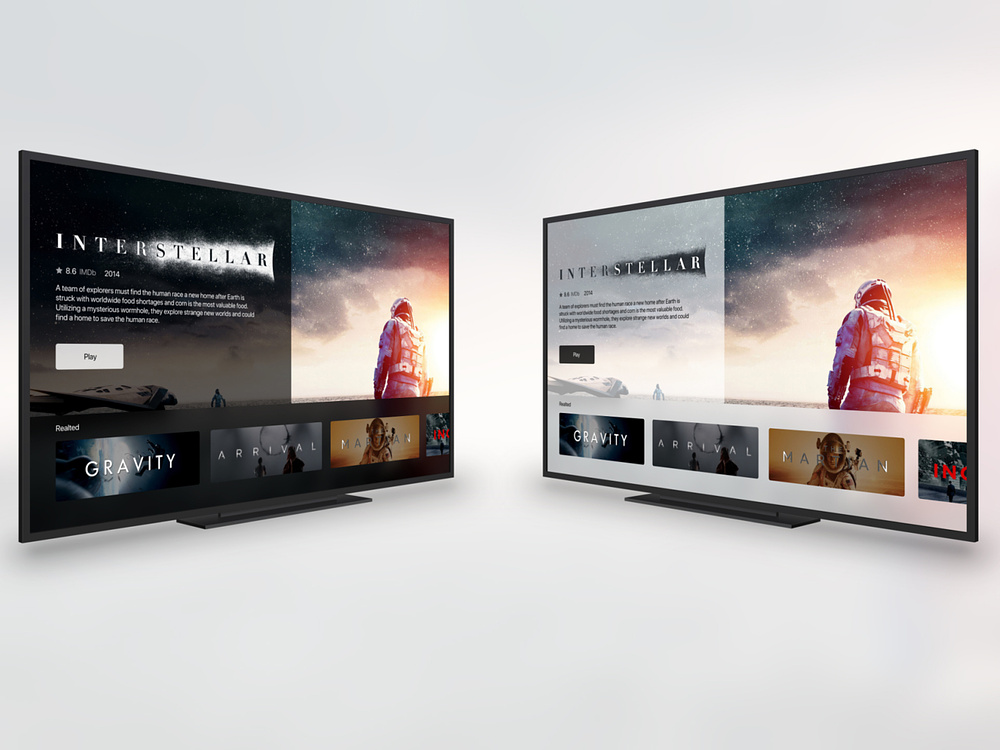 INTERSTELLAR
★ 8.6 IMDb 2014
A team of explorers must find the human race a new home after Earth is
struck with worldwide food shortages and corn is the most valuable food.
Utilizing a mysterious wormhole, they explore strange new worlds and could
find a home to save the human race.
Play
Realted
GRAVITY
ARRIVAL
MARTIAN
INC
INTERSTELLAR
★ 8.6 IMDb 2014
A team of explorers must find the human race a new home after Earth is
struck with worldwide food shortages and corn is the most valuable food.
Utilizing a mysterious wormhole, they explore strange new worlds and could
find a home to save the human race.
Play
Realted
GRAVITY
ARRIVAL
MARTIAN
INC